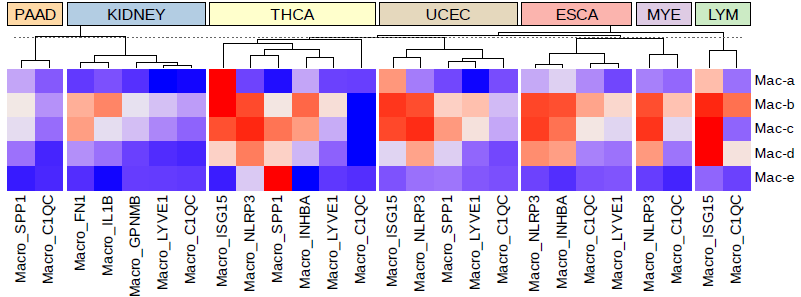 PAAD KIDNEY THCA UCEC ESCA MYE LYM
Mac-a
Mac-b
Mac-c
Mac-d
Mac-e
Macro_SPP1
Macro_C1QC
Macro_FN1
Macro_IL1B
Macro_GPNMB
Macro_LYVE1
Macro_C1QC
Macro_ISG15
Macro_NLRP3
Macro_SPP1
Macro_INHBA
Macro_LYVE1
Macro_C1QC
Macro_ISG15
Macro_NLRP3
Macro_SPP1
Macro_LYVE1
Macro_C1QC
Macro_NLRP3
Macro_INHBA
Macro_C1QC
Macro_LYVE1
Macro_NLRP3
Macro_C1QC
Macro_ISG15
Macro_C1QC